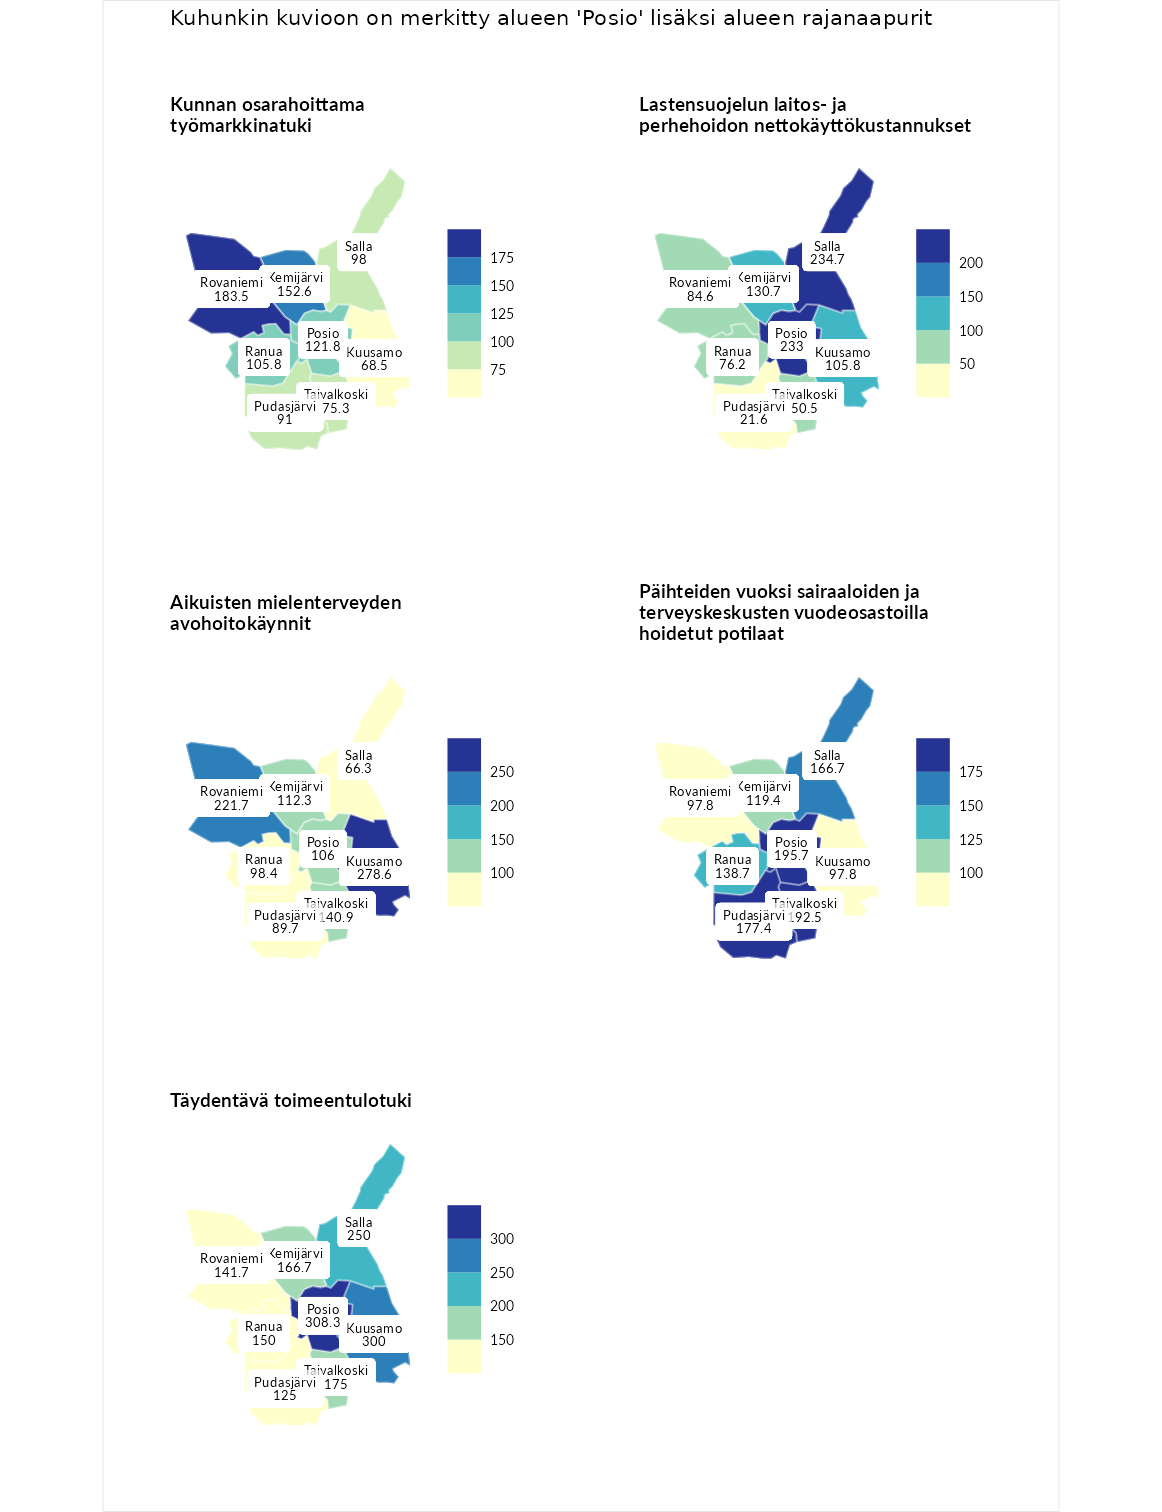 Kuhunkin kuvioon on merkitty alueen 'Posio' lisäksi alueen rajanaapurit
Kunnan osarahoittama
työmarkkinatuki
Salla
98
Kemijärvi
152.6
Rovaniemi
183.5
Posio
121.8
Ranua
105.8
Kuusamo
68.5
Taivalkoski
75.3
Pudasjärvi
91
175
150
125
100
75
Lastensuojelun laitos- ja
perhehoidon nettokäyttökustannukset
Salla
234.7
Kemijärvi
130.7
Rovaniemi
84.6
Posio
233
Ranua
76.2
Kuusamo
105.8
Taivalkoski
50.5
Pudasjärvi
21.6
200
150
100
50
Aikuisten mielenterveyden
avohoitokäynnit
Salla
66.3
Kemijärvi
112.3
Rovaniemi
221.7
Posio
106
Ranua
98.4
Kuusamo
278.6
Taivalkoski
140.9
Pudasjärvi
89.7
250
200
150
100
Päihteiden vuoksi sairaaloiden ja
terveyskeskusten vuodeosastoilla
hoidetut potilaat
Salla
166.7
Kemijärvi
119.4
Rovaniemi
97.8
Posio
195.7
Ranua
138.7
Kuusamo
97.8
Taivalkoski
192.5
Pudasjärvi
177.4
175
150
125
100
Täydentävä toimeentulotuki
Salla
250
Kemijärvi
166.7
Rovaniemi
141.7
Posio
308.3
Ranua
150
Kuusamo
300
Taivalkoski
175
Pudasjärvi
125
300
250
200
150